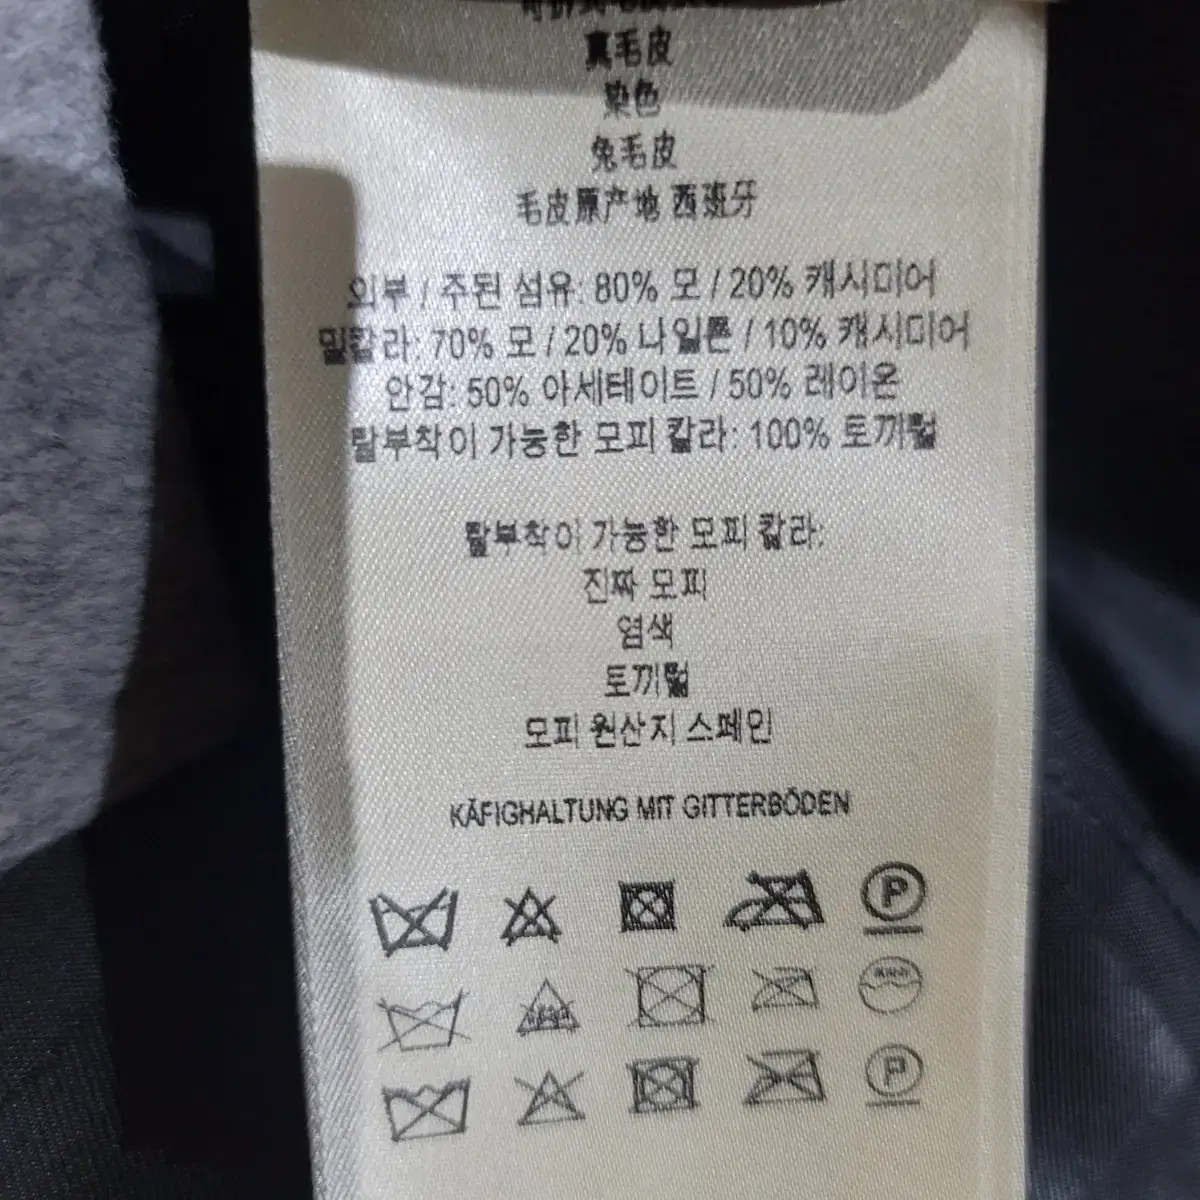 真毛皮
染色
兔毛皮
毛皮原产地 西班牙
외부 / 주된 섬유: 80% 모 / 20% 캐시미어
밑칼라: 70% 모 / 20% 나일론 / 10% 캐시미어
안감: 50% 아세테이트 / 50% 레이온
탈부착이 가능한 모피 칼라: 100% 토끼털
탈부착이 가능한 모피 칼라:
진짜 모피
염색
토끼털
모피 원산지 스페인
KÄFIGHALTUNG MIT GITTERBÖDEN
P
P